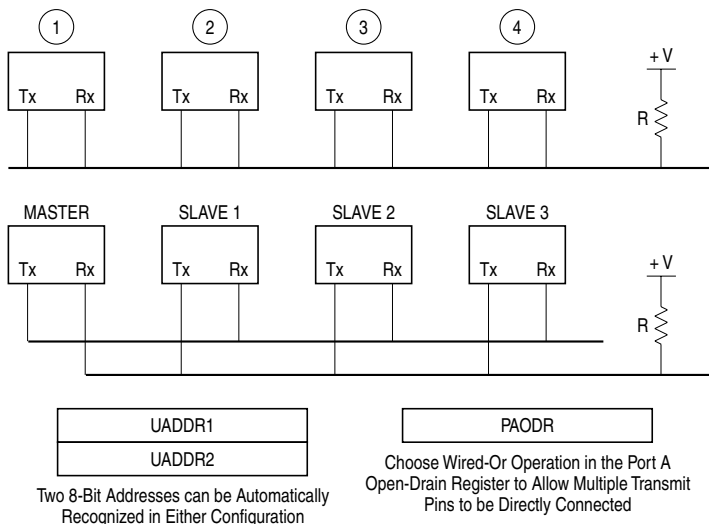 1 2 3 4
Tx Rx Tx Rx Tx Rx Tx Rx
+ V
R
MASTER SLAVE 1 SLAVE 2 SLAVE 3
Tx Rx Tx Rx Tx Rx Tx Rx
+ V
R
UADDR1
UADDR2
Two 8-Bit Addresses can be Automatically
Recognized in Either Configuration
PAODR
Choose Wired-Or Operation in the Port A
Open-Drain Register to Allow Multiple Transmit
Pins to be Directly Connected